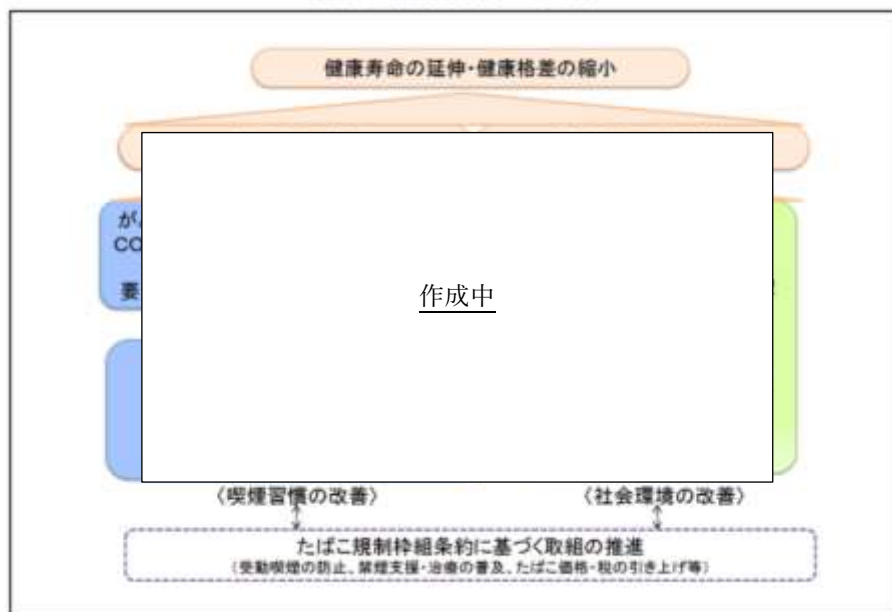 健康寿命の延伸・健康格差の縮小
が
CO
要
作成中
〈喫煙習慣の改善〉
〈社会環境の改善〉
たばこ規制枠組条約に基づく取組の推進
(受動喫煙の防止、禁煙支援・治療の普及、たばこ価格・税の引き上げ等)